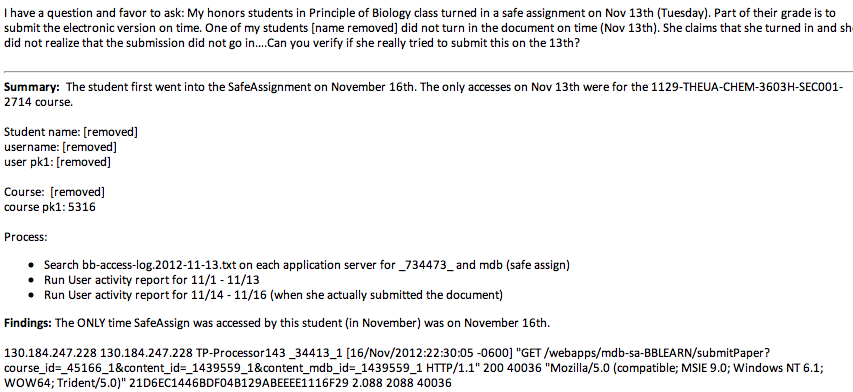 I have a question and favor to ask: My honors students in Principle of Biology class turned in a safe assignment on Nov 13th (Tuesday). Part of their grade is to
submit the electronic version on time. One of my students [name removed] did not turn in the document on time (Nov 13th). She claims that she turned in and sh
did not realize that the submission did not go in....Can you verify if she really tried to submit this on the 13th?
Summary: The student first went into the SafeAssignment on November 16th. The only accesses on Nov 13th were for the 1129-THEUA-CHEM-3603H-SEC001-
2714 course.
Student name: [removed]
username: [removed]
user pk1: [removed]
Course: [removed]
course pk1: 5316
Process:
• Search bb-access-log.2012-11-13.txt on each application server for _734473_ and mdb (safe assign)
• Run User activity report for 11/1 - 11/13
• Run User activity report for 11/14 - 11/16 (when she actually submitted the document)
Findings: The ONLY time SafeAssign was accessed by this student (in November) was on November 16th.
130.184.247.228 130.184.247.228 TP-Processor143 _34413_1 [16/Nov/2012:22:30:05 -0600] "GET /webapps/mdb-sa-BBLEARN/submitPaper?
course_id=_45166_1&content_id=_1439559_1&content_mdb_id=_1439559_1 HTTP/1.1" 200 40036 "Mozilla/5.0 (compatible; MSIE 9.0; Windows NT 6.1;
WOW64; Trident/5.0)" 21D6EC1446BDF04B129ABEEEE1116F29 2.088 2088 40036